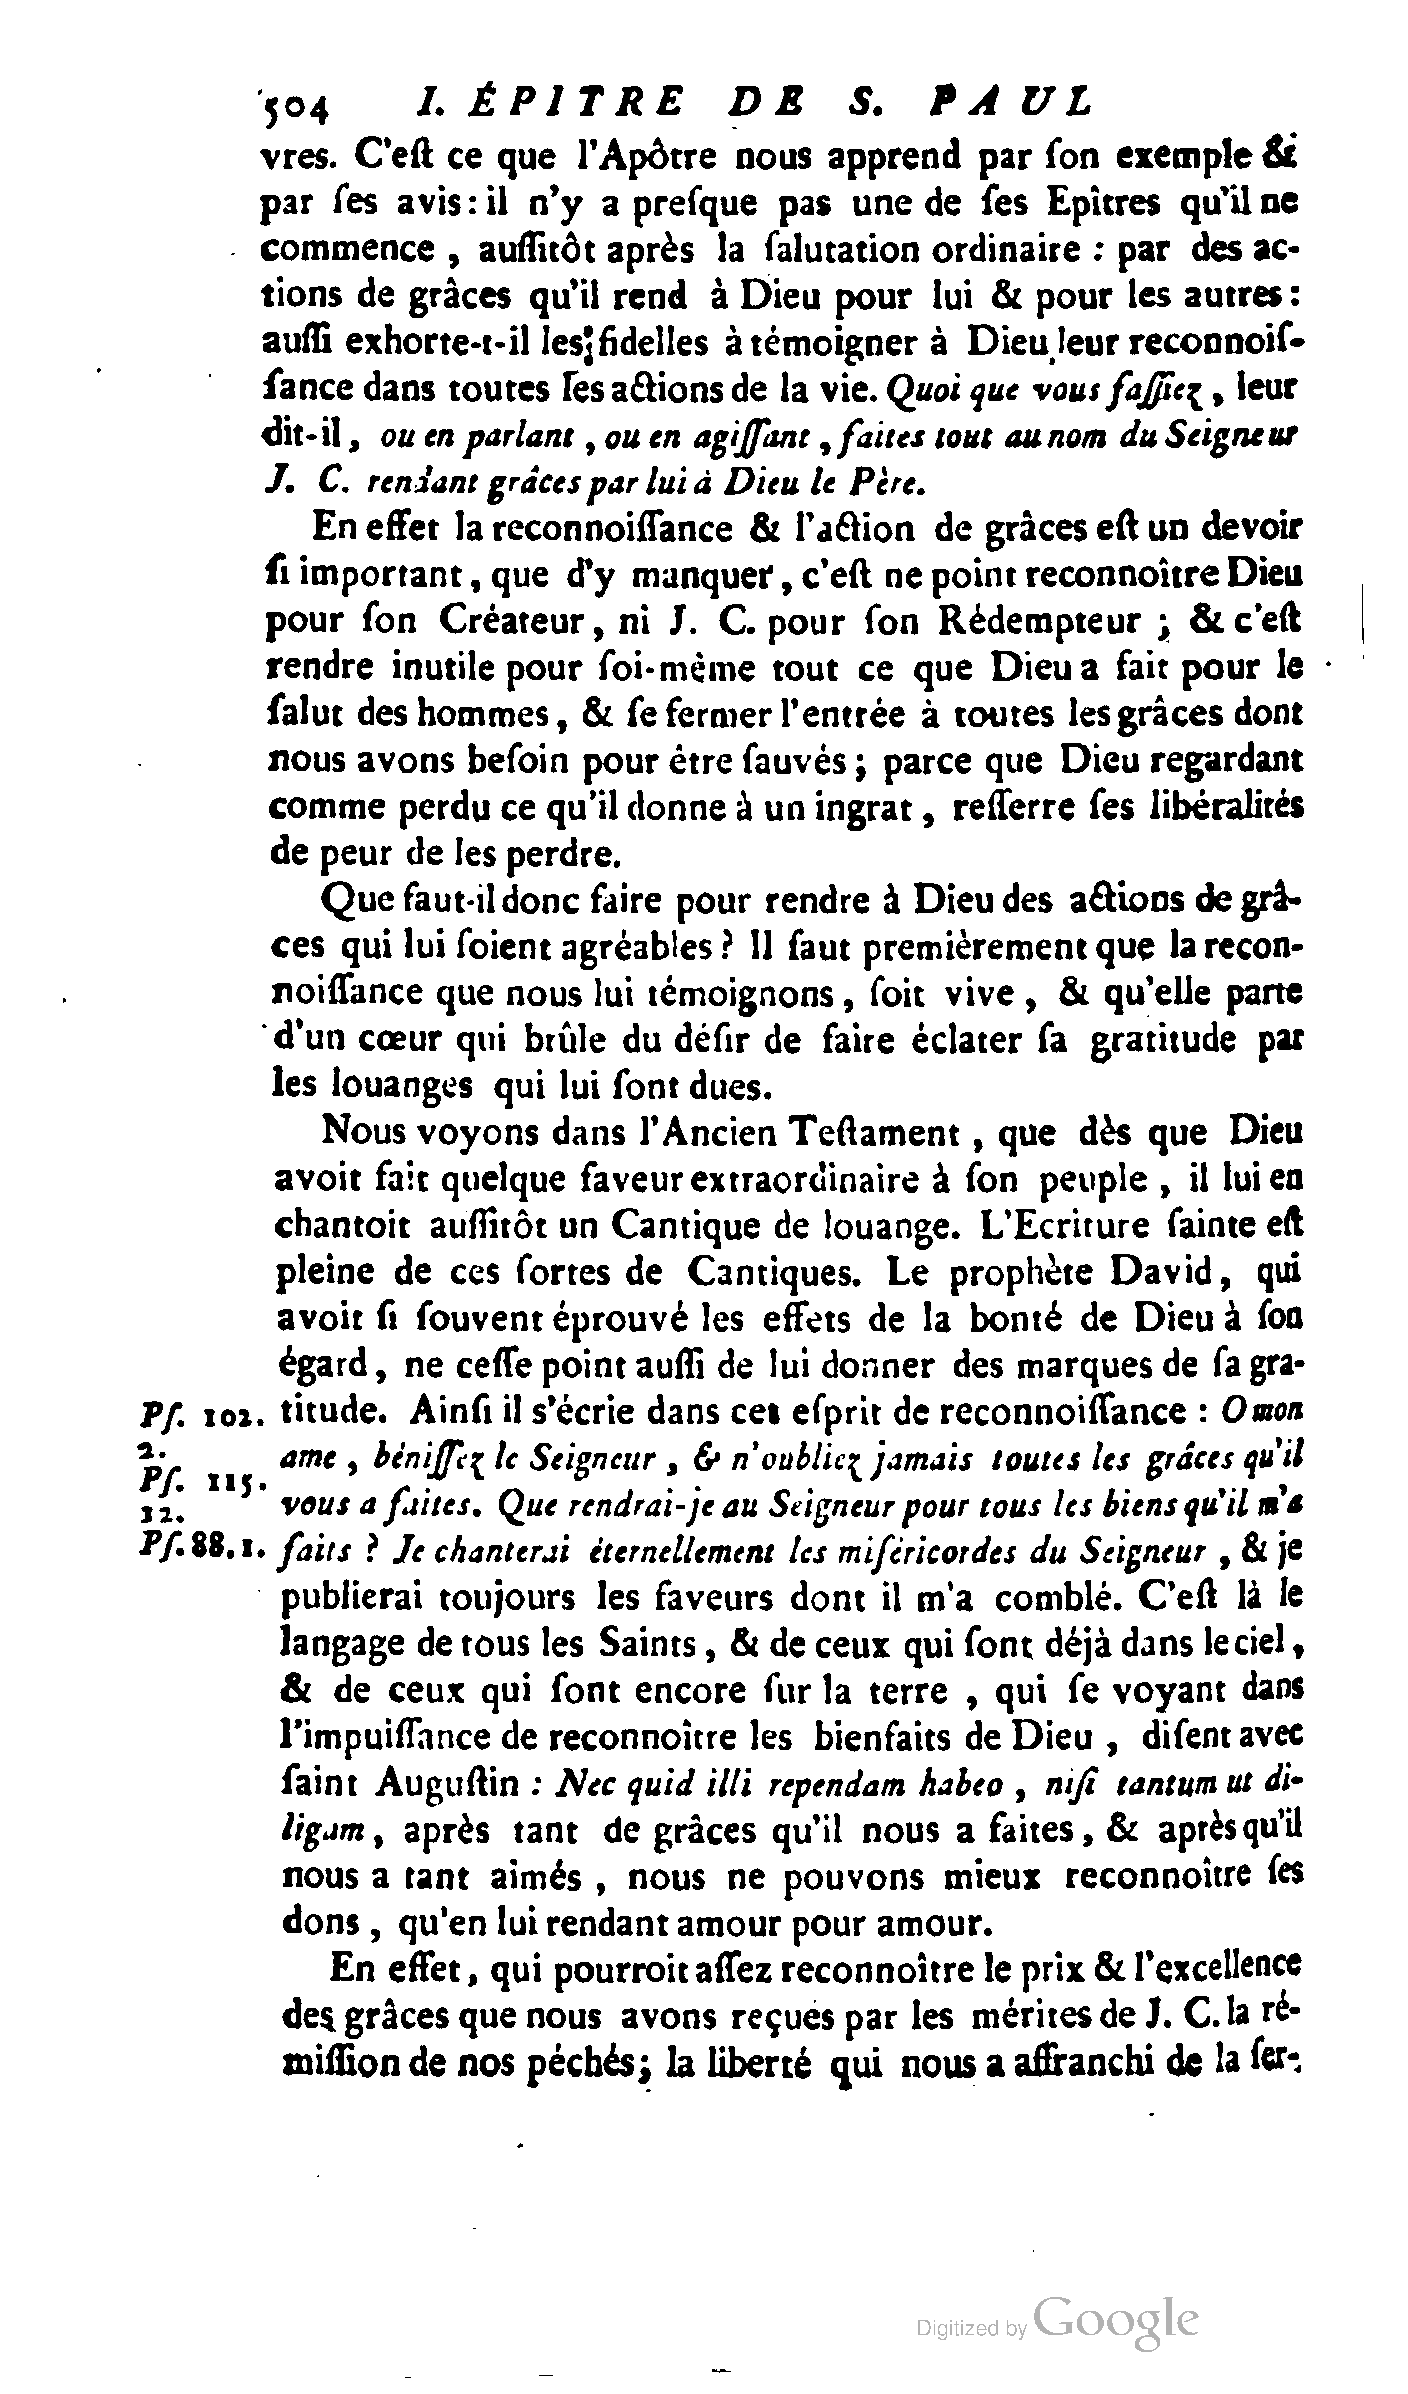 504 I. ÉPITRE DE S. PAUL
vres. C'eſt ce que l'Apôtre nous apprend par ſon exemple &
par ſes avis: il n'y a preſque pas une de ſes Epîtres qu'il ne
commence , auſſitôt après la ſalutation ordinaire : par des ac-
tions de grâces qu'il rend à Dieu pour lui & pour les autres :
auſſi exhorte-t-il les fidelles à témoigner à Dieu leur reconnoiſ-
ſance dans toutes les actions de la vie. Quoi que vous faſſiez , leur
dit-il , ou en parlant , ou en agiſſant , faites tout au nom du Seigneur
J. C. rendant grâces par lui à Dieu le Père.
En effet la reconnoiſſance & l'action de grâces eſt un devoir
ſi important , que d'y manquer , c'eſt ne point reconnoître Dieu
pour ſon Créateur , ni J. C. pour ſon Rédempteur ; & c'eſt
rendre inutile pour ſoi-même tout ce que Dieu a fait pour le
ſalut des hommes , & ſe fermer l'entrée à toutes les grâces dont
nous avons beſoin pour être ſauvés ; parce que Dieu regardant
comme perdu ce qu'il donne à un ingrat , reſſerre ſes libéralités
de peur de les perdre.
Que faut-il donc faire pour rendre à Dieu des actions de grâ-
ces qui lui ſoient agréables ? Il faut premièrement que la recon-
noiſſance que nous lui témoignons , ſoit vive , & qu'elle parte
d'un cœur qui brûle du déſir de faire éclater ſa gratitude par
les louanges qui lui ſont dues.
Nous voyons dans l'Ancien Teſtament , que dès que Dieu
avoit fait quelque faveur extraordinaire à ſon peuple , il lui en
chantoit auſſitôt un Cantique de louange. L'Ecriture ſainte eſt
pleine de ces ſortes de Cantiques. Le prophète David , qui
avoit ſi ſouvent éprouvé les effets de la bonté de Dieu à ſon
égard , ne ceſſe point auſſi de lui donner des marques de ſa gra-
Pſ. 102. titude. Ainſi il s'écrie dans cet eſprit de reconnoiſſance : O mon
2. ame , béniſſez le Seigneur , & n'oubliez jamais toutes les grâces qu'il
Pſ. 115.
12. vous a faites. Que rendrai-je au Seigneur pour tous les biens qu'il m'a
Pſ. 88. 1. faits ? Je chanterai éternellement les miſéricordes du Seigneur , & je
publierai toujours les faveurs dont il m'a comblé. C'eſt là le
langage de tous les Saints , & de ceux qui ſont déjà dans le ciel ,
& de ceux qui ſont encore ſur la terre , qui ſe voyant dans
l'impuiſſance de reconnoître les bienfaits de Dieu , diſent avec
ſaint Auguſtin : Nec quid illi rependam habeo , niſi tantum ut di-
ligam , après tant de grâces qu'il nous a faites , & après qu'il
nous a tant aimés , nous ne pouvons mieux reconnoître ſes
dons , qu'en lui rendant amour pour amour.
En effet , qui pourroit aſſez reconnoître le prix & l'excellence
des grâces que nous avons reçues par les mérites de J. C. la ré-
miſſion de nos péchés ; la liberté qui nous a affranchi de la ſer-
Digitized by Google